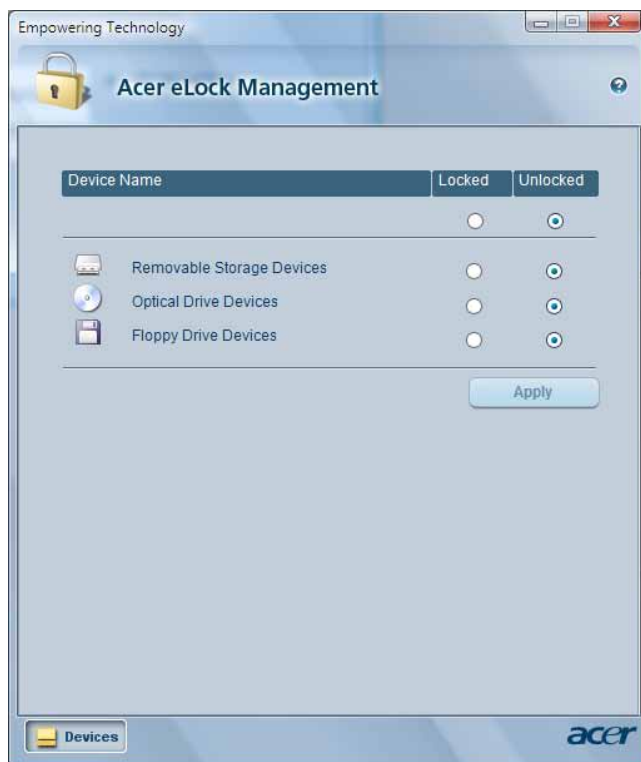 Empowering Technology
Acer eLock Management
Device Name Locked Unlocked
Removable Storage Devices
Optical Drive Devices
Floppy Drive Devices
Apply
Devices
acer